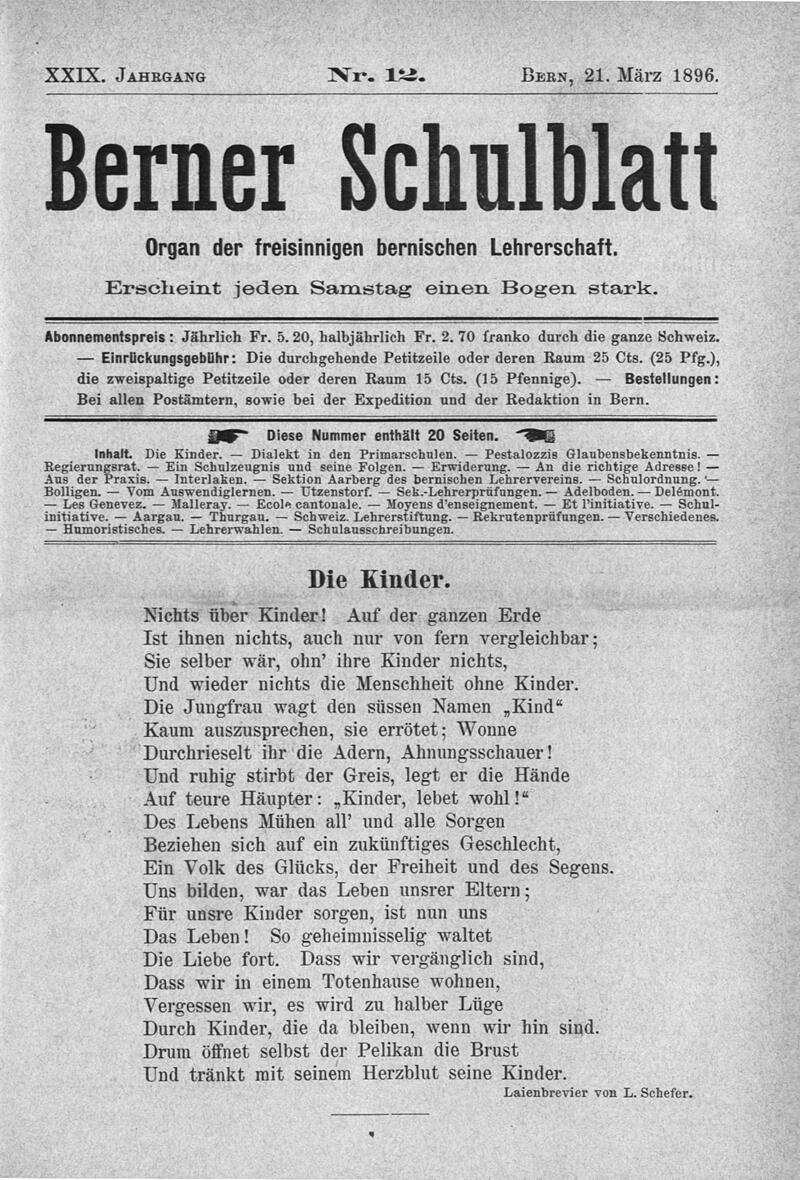 XXIX. Jahrgang Nr. 12. Bern, 21. März 1896.
Berner Schulblatt
Organ der freisinnigen bernischen Lehrerschaft.
Erscheint jeden Samstag einen Bogen stark.
Abonnementspreis: Jährlich Fr. 5. 20, halbjährlich Fr. 2. 70 franko durch die ganze Schweiz.
— Einrückungsgebühr: Die durchgehende Petitzeile oder deren Raum 25 Cts. (25 Pfg.),
die zweispaltige Petitzeile oder deren Raum 15 Cts. (15 Pfennige). — Bestellungen:
Bei allen Postämtern, sowie bei der Expedition und der Redaktion in Bern.
Diese Nummer enthält 20 Seiten.
Inhalt. Die Kinder. — Dialekt in den Primarschulen. — Pestalozzis Glaubensbekenntnis. —
Regierungsrat. — Ein Schulzeugnis und seine Folgen. — Erwiderung. — An die richtige Adresse! —
Aus der Praxis. — Interlaken. — Sektion Aarberg des bernischen Lehrervereins. — Schulordnung. —
Bolligen. — Vom Auswendiglernen. — Utzenstorf. — Sek.-Lehrerprüfungen. — Adelboden. — Delémont.
— Les Genevez. — Malleray. — Ecole cantonale. — Moyens d'enseignement. — Et l'initiative. — Schul-
initiative. — Aargau. — Thurgau. — Schweiz. Lehrerstiftung. — Rekrutenprüfungen. — Verschiedenes.
— Humoristisches. — Lehrerwahlen. — Schulausschreibungen.
Die Kinder.
Nichts über Kinder! Auf der ganzen Erde
Ist ihnen nichts, auch nur von fern vergleichbar;
Sie selber wär, ohn' ihre Kinder nichts,
Und wieder nichts die Menschheit ohne Kinder.
Die Jungfrau wagt den süssen Namen „Kind“
Kaum auszusprechen, sie errötet; Wonne
Durchrieselt ihr die Adern, Ahnungsschauer!
Und ruhig stirbt der Greis, legt er die Hände
Auf teure Häupter: „Kinder, lebet wohl!“
Des Lebens Mühen all' und alle Sorgen
Beziehen sich auf ein zukünftiges Geschlecht,
Ein Volk des Glücks, der Freiheit und des Segens.
Uns bilden, war das Leben unsrer Eltern;
Für unsre Kinder sorgen, ist nun uns
Das Leben! So geheimnisselig waltet
Die Liebe fort. Dass wir vergänglich sind,
Dass wir in einem Totenhause wohnen,
Vergessen wir, es wird zu halber Lüge
Durch Kinder, die da bleiben, wenn wir hin sind.
Drum öffnet selbst der Pelikan die Brust
Und tränkt mit seinem Herzblut seine Kinder.
Laienbrevier von L. Schefer.